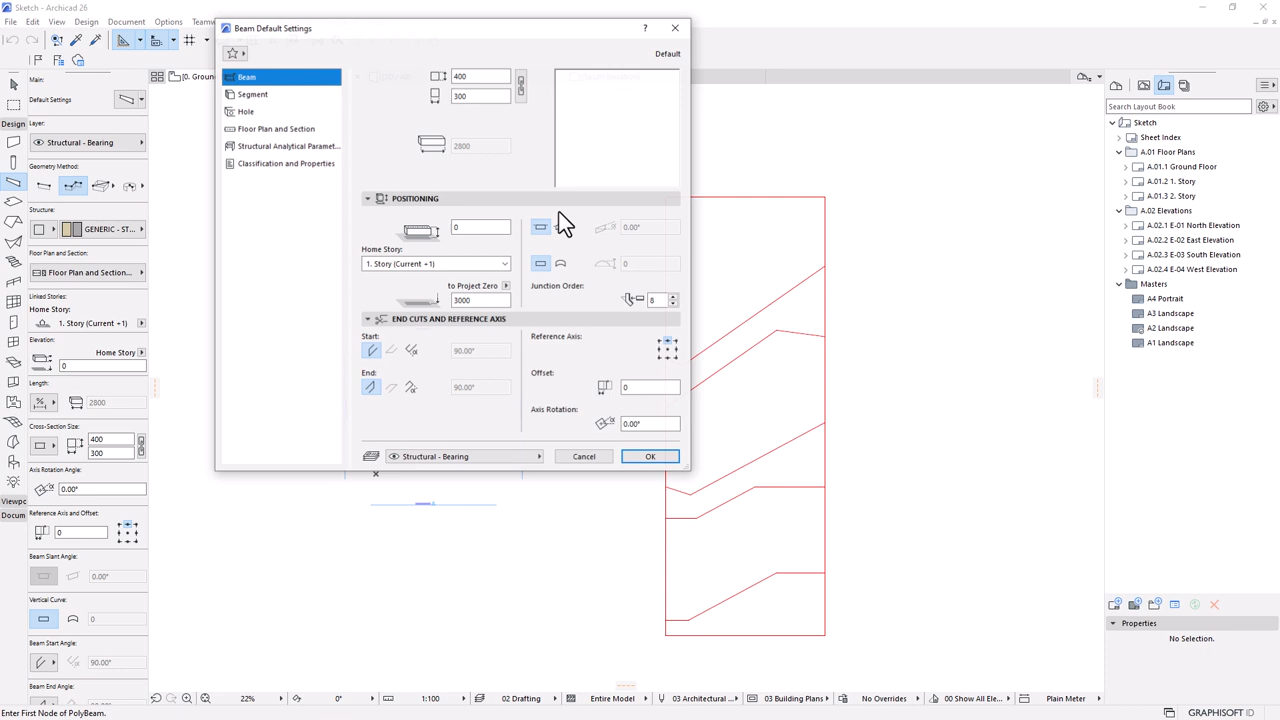 Sketch - Archicad 26
File Edit View Design Document Options Teamw
Beam Default Settings
?
Default
Beam
Segment
Hole
Floor Plan and Section
Structural Analytical Paramet...
Classification and Properties
400
300
2800
POSITIONING
0
0.00°
Home Story:
1. Story (Current +1)
0
to Project Zero
Junction Order:
3000
8
END CUTS AND REFERENCE AXIS
Start:
90.00°
Reference Axis:
End:
90.00°
Offset:
0
Axis Rotation:
0.00°
Structural - Bearing
Cancel
OK
[0. Groun
Main:
Default Settings
Design
Layer:
Structural - Bearing
Geometry Method:
Structure:
GENERIC - ST...
Floor Plan and Section:
Floor Plan and Section...
Linked Stories:
Home Story:
1. Story (Current +1)
Elevation:
Home Story
0
Length:
2800
Cross-Section Size:
400
300
Axis Rotation Angle:
0.00°
Viewpc
Reference Axis and Offset:
Docum
0
Beam Slant Angle:
0.00°
Vertical Curve:
0
Beam Start Angle:
90.00°
Beam End Angle:
Search Layout Book
Sketch
Sheet Index
A.01 Floor Plans
A.01.1 Ground Floor
A.01.2 1. Story
A.01.3 2. Story
A.02 Elevations
A.02.1 E-01 North Elevation
A.02.2 E-02 East Elevation
A.02.3 E-03 South Elevation
A.02.4 E-04 West Elevation
Masters
A4 Portrait
A3 Landscape
A2 Landscape
A1 Landscape
Properties
No Selection.
22% 0° 1:100 02 Drafting Entire Model 03 Architectural ... 03 Building Plans No Overrides 00 Show All Ele... Plain Meter
Enter First Node of PolyBeam.
GRAPHISOFT ID